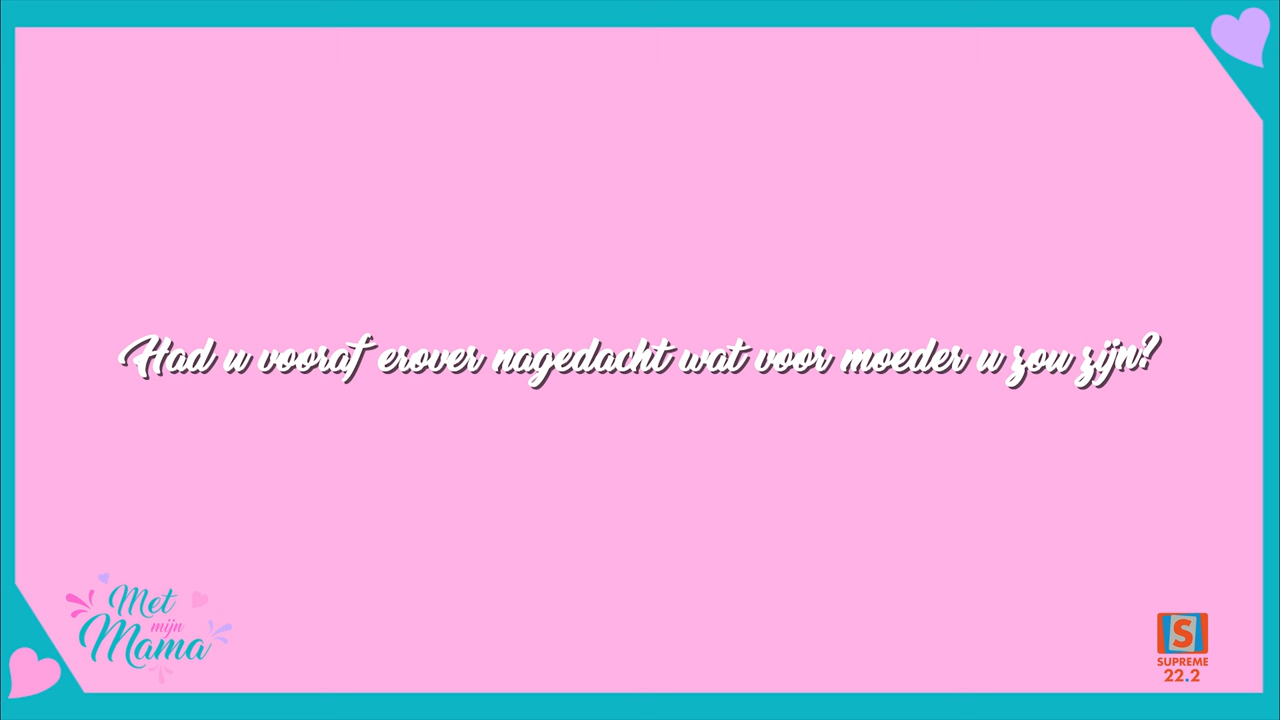 Had u vooraf erover nagedacht wat voor moeder u zou zijn?
Met
mijn
Mama
S
SUPREME
22.2